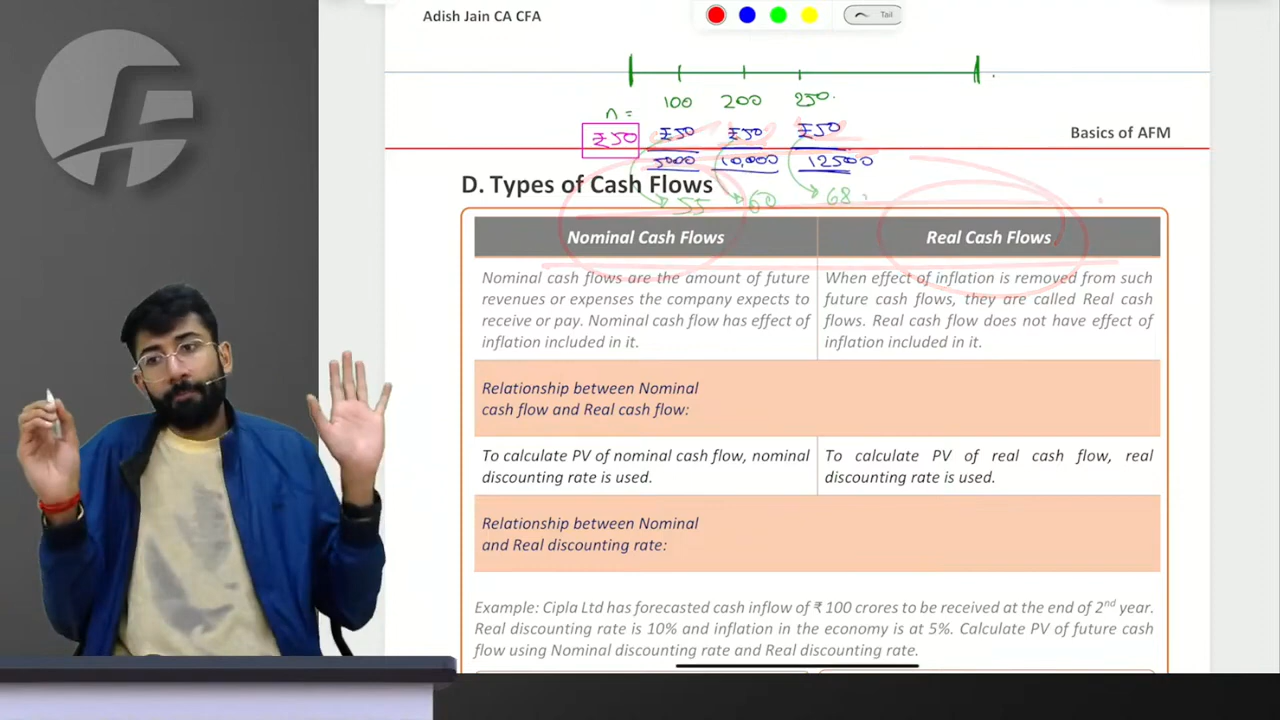 Adish Jain CA CFA
Tail
100 200 250.
n =
₹50 ₹50 ₹50 ₹50
Basics of AFM
5000 10,000 12500
D. Types of Cash Flows
55 60 68
Nominal Cash Flows Real Cash Flows
Nominal cash flows are the amount of future
revenues or expenses the company expects to
receive or pay. Nominal cash flow has effect of
inflation included in it.
When effect of inflation is removed from such
future cash flows, they are called Real cash
flows. Real cash flow does not have effect of
inflation included in it.
Relationship between Nominal
cash flow and Real cash flow:
To calculate PV of nominal cash flow, nominal
discounting rate is used.
To calculate PV of real cash flow, real
discounting rate is used.
Relationship between Nominal
and Real discounting rate:
Example: Cipla Ltd has forecasted cash inflow of ₹ 100 crores to be received at the end of 2nd year.
Real discounting rate is 10% and inflation in the economy is at 5%. Calculate PV of future cash
flow using Nominal discounting rate and Real discounting rate.